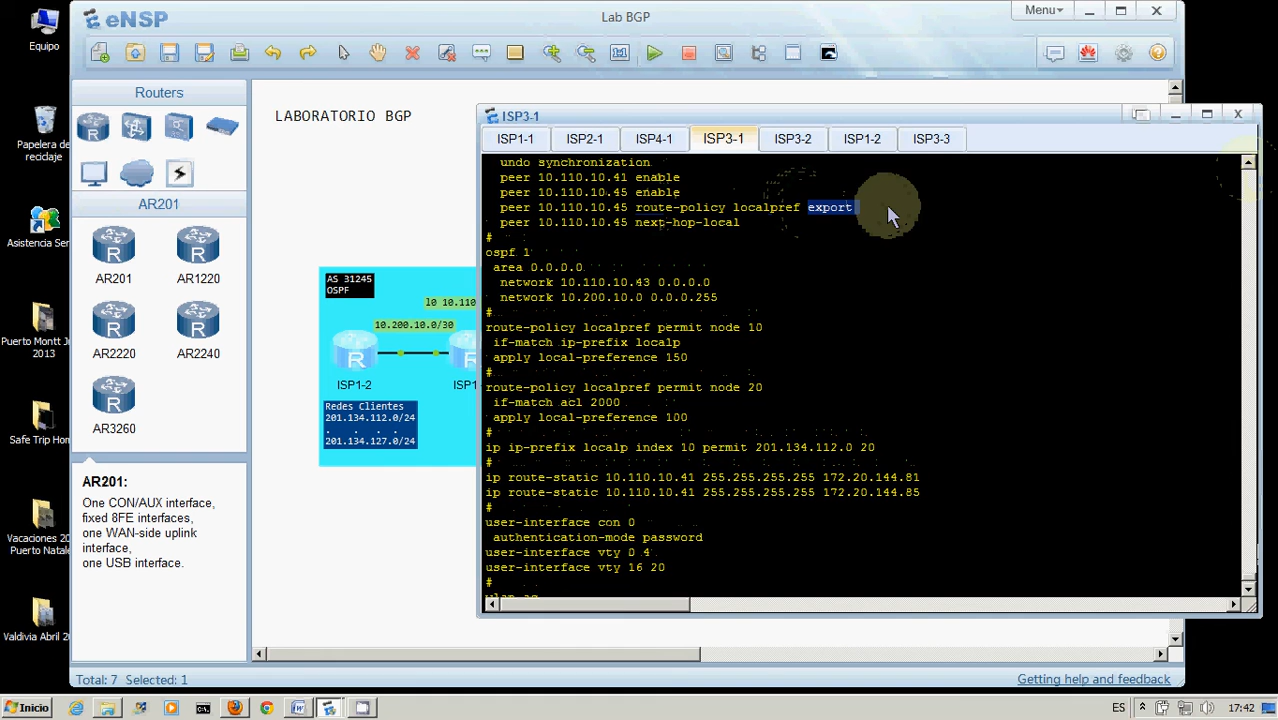 Equipo
Papelera de
reciclaje
Asistencia Ser
Puerto Montt Jr
2013
Safe Trip Hom
Vacaciones 20
Puerto Natale
Valdivia Abril 2
eNSP
Lab BGP
Menu
Routers
AR201
AR201
AR1220
AR2220
AR2240
AR3260
AR201:
One CON/AUX interface,
fixed 8FE interfaces,
one WAN-side uplink
interface,
one USB interface.
LABORATORIO BGP
AS 31245
OSPF
l0 10.110
10.200.10.0/30
R
R
ISP1-2
ISP1
Redes Clientes
201.134.112.0/24
. . . .
201.134.127.0/24
ISP3-1
ISP1-1
ISP2-1
ISP4-1
ISP3-1
ISP3-2
ISP1-2
ISP3-3
undo synchronization
peer 10.110.10.41 enable
peer 10.110.10.45 enable
peer 10.110.10.45 route-policy localpref export
peer 10.110.10.45 next-hop-local
#
ospf 1
area 0.0.0.0
network 10.110.10.43 0.0.0.0
network 10.200.10.0 0.0.0.255
#
route-policy localpref permit node 10
if-match ip-prefix localp
apply local-preference 150
#
route-policy localpref permit node 20
if-match acl 2000
apply local-preference 100
#
ip ip-prefix localp index 10 permit 201.134.112.0 20
#
ip route-static 10.110.10.41 255.255.255.255 172.20.144.81
ip route-static 10.110.10.41 255.255.255.255 172.20.144.85
#
user-interface con 0
authentication-mode password
user-interface vty 0 4
user-interface vty 16 20
#
Total: 7 Selected: 1
Getting help and feedback
Inicio
ES
17:42